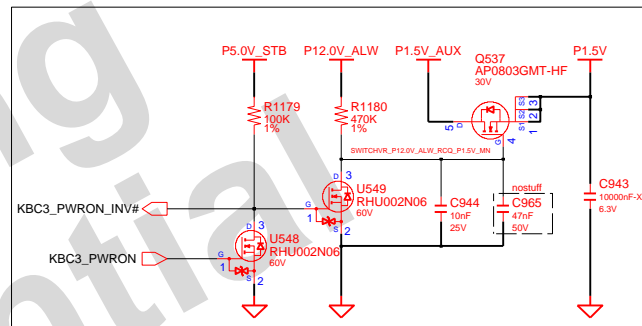 P5.0V_STB
P12.0V_ALW
P1.5V_AUX
Q537
AP0803GMT-HF
30V
P1.5V
R1179
100K
1%
R1180
470K
1%
5
D
S3
3
S2
2
S1
1
G
4
SWITCHVR_P12.0V_ALW_RCQ_P1.5V_MN
D
3
U549
RHU002N06
60V
G
1
S
2
C944
10nF
25V
nostuff
C965
47nF
50V
C943
10000nF-X
6.3V
KBC3_PWRON_INV#
D
3
U548
RHU002N06
60V
KBC3_PWRON
G
1
S
2
ng
ntial